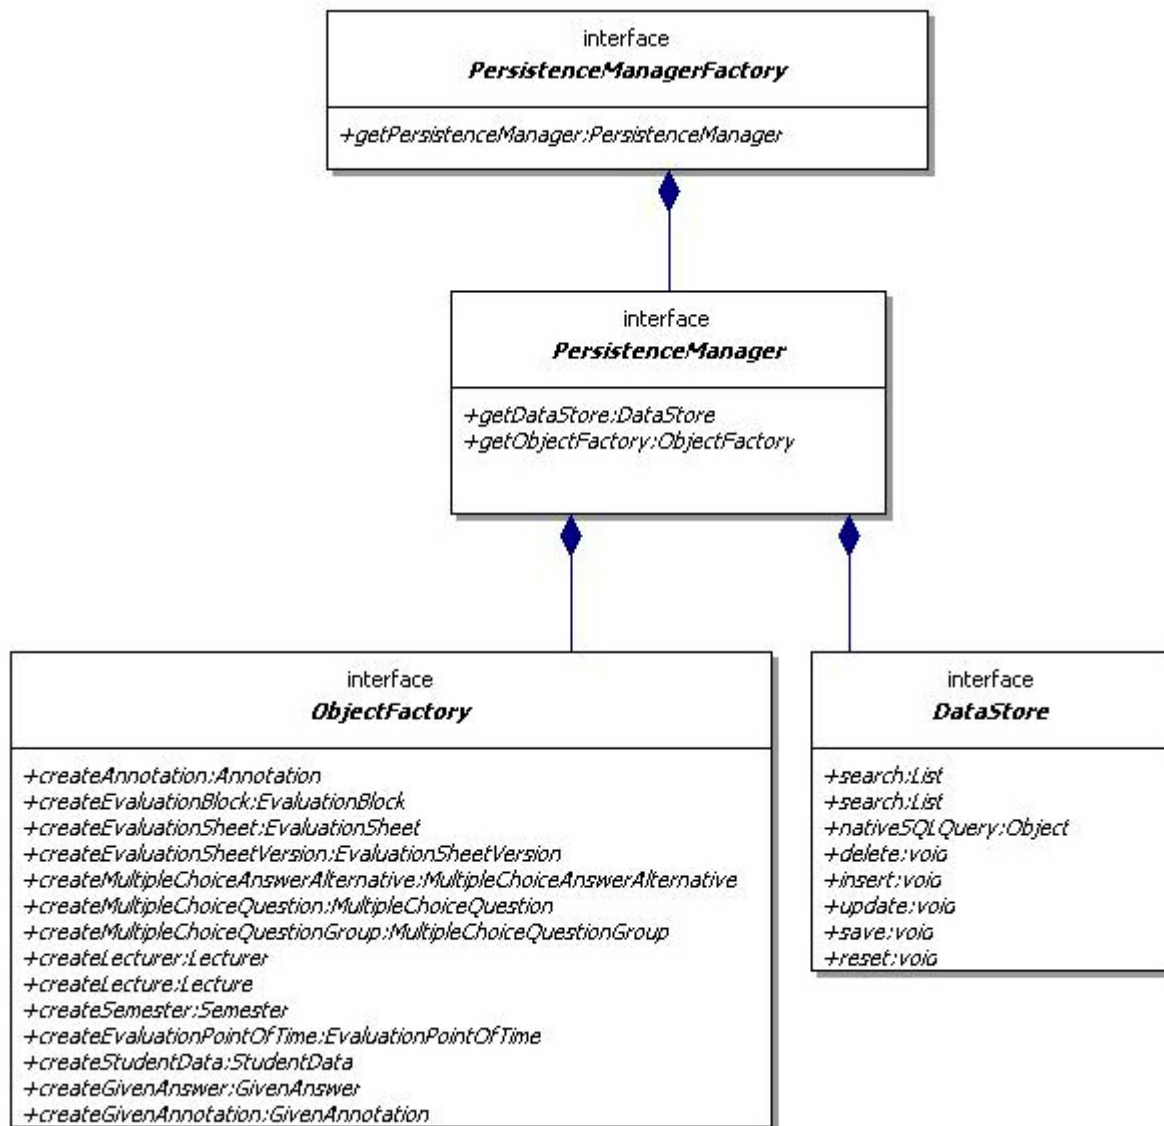 interface
PersistenceManagerFactory
+getPersistenceManager:PersistenceManager
interface
PersistenceManager
+getDataStore:DataStore
+getObjectFactory:ObjectFactory
interface
ObjectFactory
+createAnnotation:Annotation
+createEvaluationBlock:EvaluationBlock
+createEvaluationSheet:EvaluationSheet
+createEvaluationSheetVersion:EvaluationSheetVersion
+createMultipleChoiceAnswerAlternative:MultipleChoiceAnswerAlternative
+createMultipleChoiceQuestion:MultipleChoiceQuestion
+createMultipleChoiceQuestionGroup:MultipleChoiceQuestionGroup
+createLecturer:Lecturer
+createLecture:Lecture
+createSemester:Semester
+createEvaluationPointOfTime:EvaluationPointOfTime
+createStudentData:StudentData
+createGivenAnswer:GivenAnswer
+createGivenAnnotation:GivenAnnotation
interface
DataStore
+search:List
+search:List
+nativeSQLQuery:Object
+delete:void
+insert:void
+update:void
+save:void
+reset:void